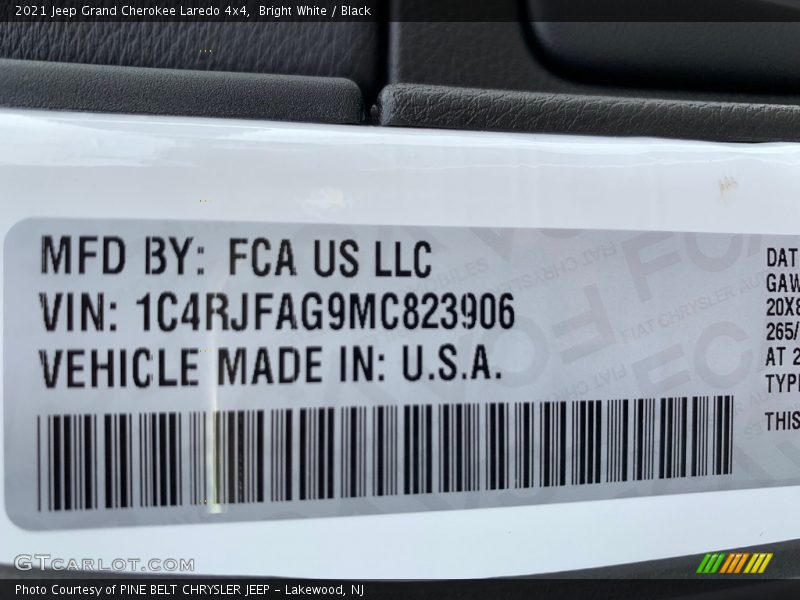 2021 Jeep Grand Cherokee Laredo 4x4, Bright White / Black
MFD BY: FCA US LLC
VIN: 1C4RJFAG9MC823906
VEHICLE MADE IN: U.S.A.
DAT
GAW
20X8
265/
AT 2
TYPE
THIS
GTCARLOT.COM
Photo Courtesy of PINE BELT CHRYSLER JEEP - Lakewood, NJ